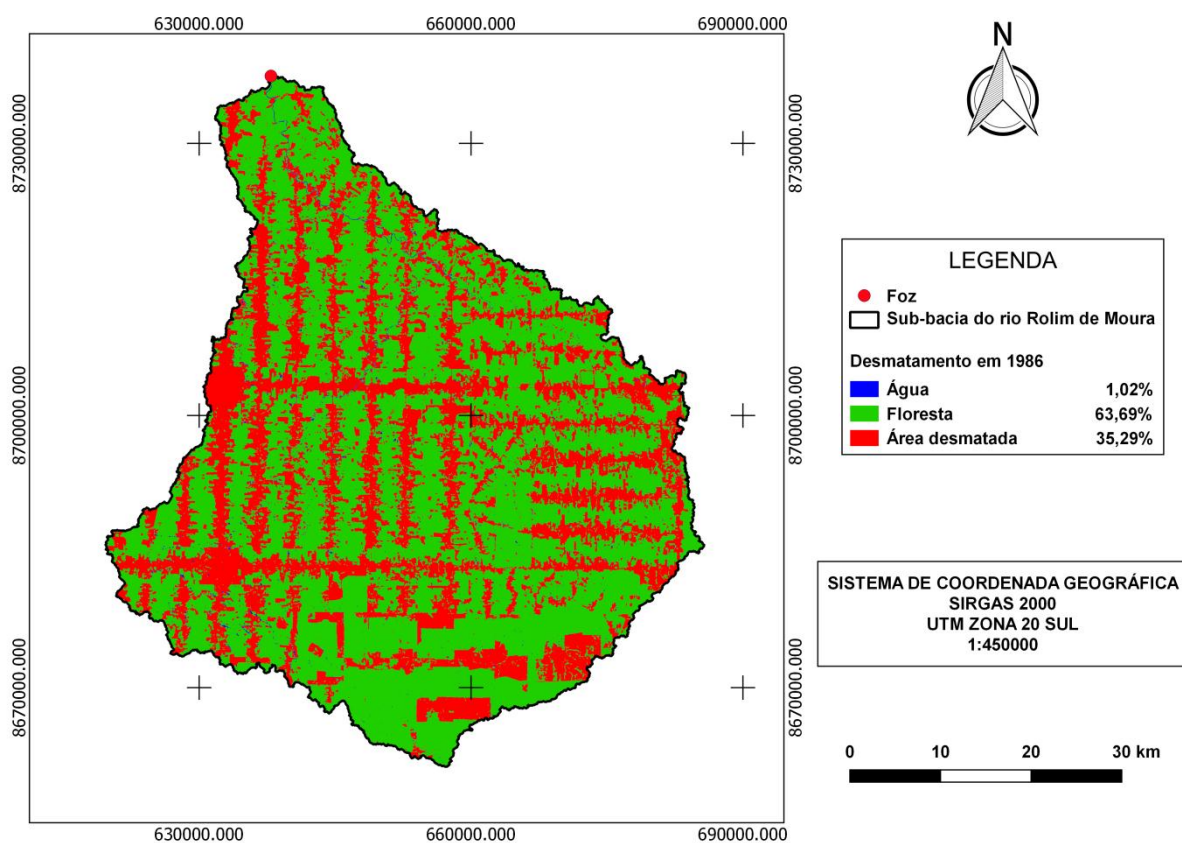 630000.000 660000.000 690000.000
N
8730000.000 8730000.000
LEGENDA
Foz
Sub-bacia do rio Rolim de Moura
Desmatamento em 1986
Água 1,02%
Floresta 63,69%
Área desmatada 35,29%
8700000.000 8700000.000
SISTEMA DE COORDENADA GEOGRÁFICA
SIRGAS 2000
UTM ZONA 20 SUL
1:450000
8670000.000 8670000.000
0 10 20 30 km
630000.000 660000.000 690000.000